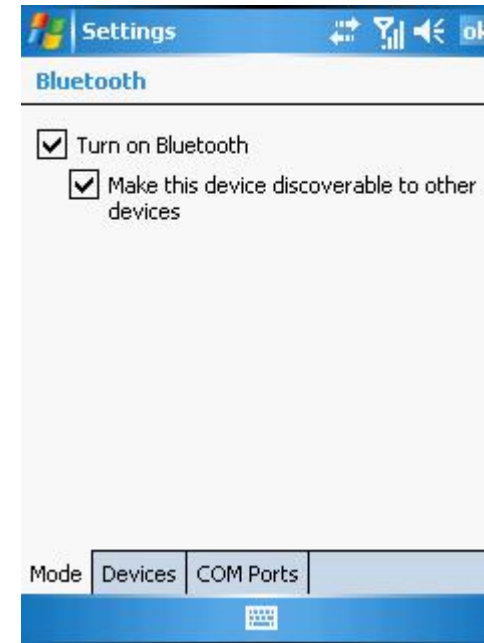 Settings
ok
Bluetooth
Turn on Bluetooth
Make this device discoverable to other
devices
Mode Devices COM Ports